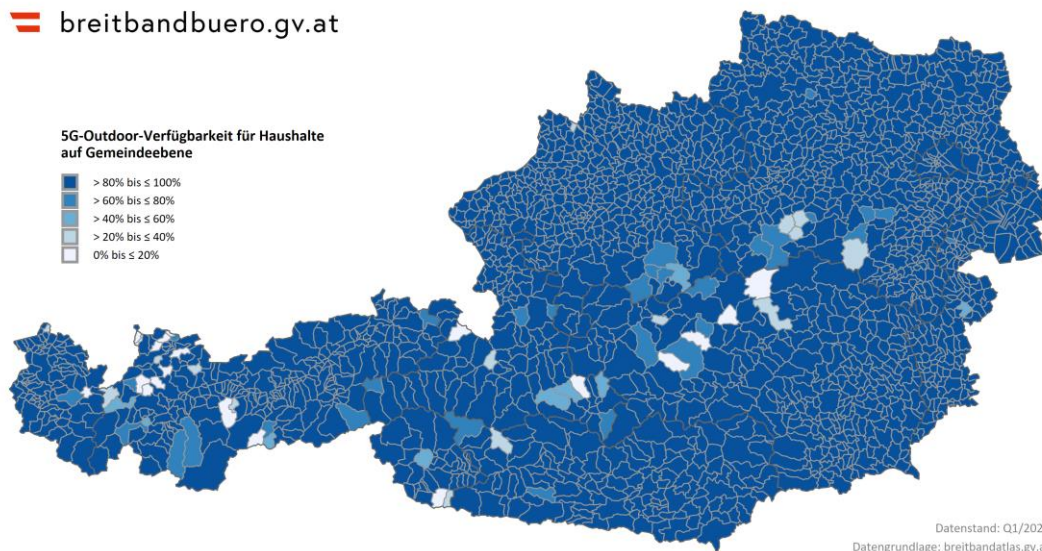 breitbandbuero.gv.at
5G-Outdoor-Verfügbarkeit für Haushalte
auf Gemeindeebene
> 80% bis ≤ 100%
> 60% bis ≤ 80%
> 40% bis ≤ 60%
> 20% bis ≤ 40%
0% bis ≤ 20%
Datenstand: Q1/202
Datengrundlage: breitbandatlas.gv.a